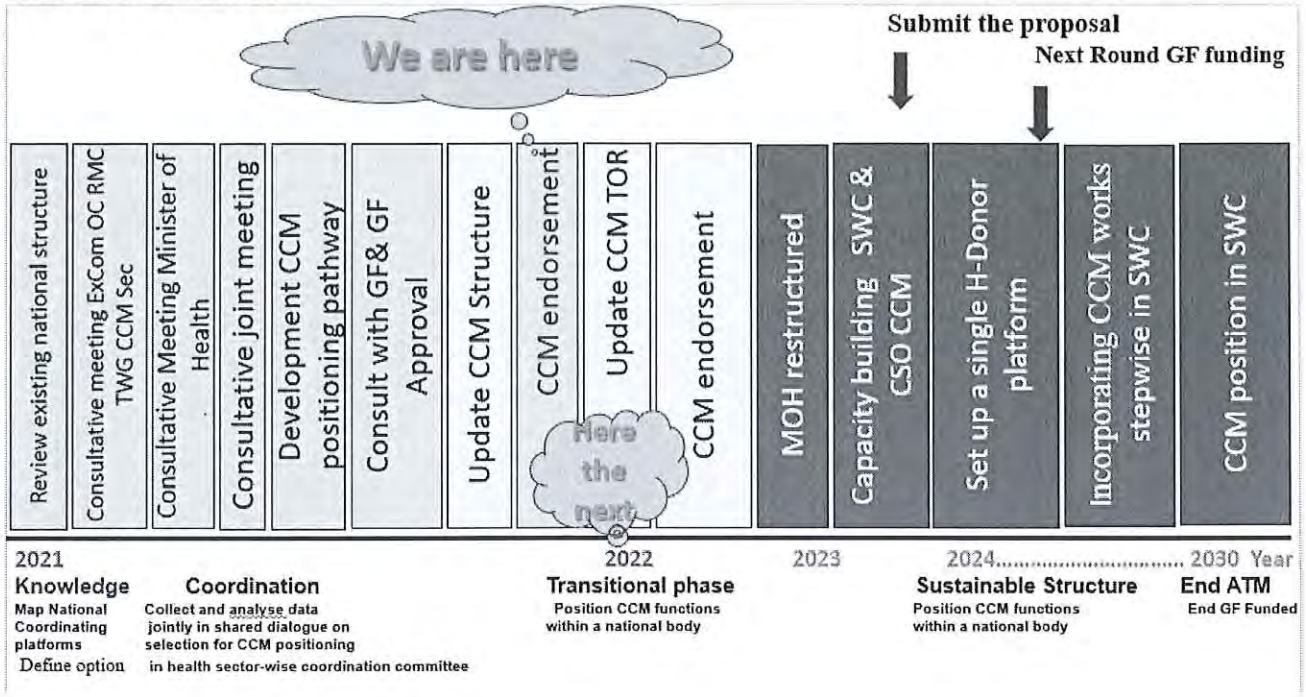 We are here
Submit the proposal
Next Round GF funding
Review existing national structure
Consultative meeting ExCom OC RMC
TWG CCM Sec
Consultative Meeting Minister of
Health
Consultative joint meeting
Development CCM
positioning pathway
Consult with GF& GF
Approval
Update CCM Structure
CCM endorsement
Update CCM TOR
CCM endorsement
MOH restructured
Capacity building SWC &
CSO CCM
Set up a single H-Donor
platform
Incorporating CCM works
stepwise in SWC
CCM position in SWC
Here
the
next
2021
2022
2023
2024.................................. 2030 Year
Knowledge
Map National
Coordinating
platforms
Define option
Coordination
Collect and analyse data
jointly in shared dialogue on
selection for CCM positioning
in health sector-wise coordination committee
Transitional phase
Position CCM functions
within a national body
Sustainable Structure
Position CCM functions
within a national body
End ATM
End GF Funded